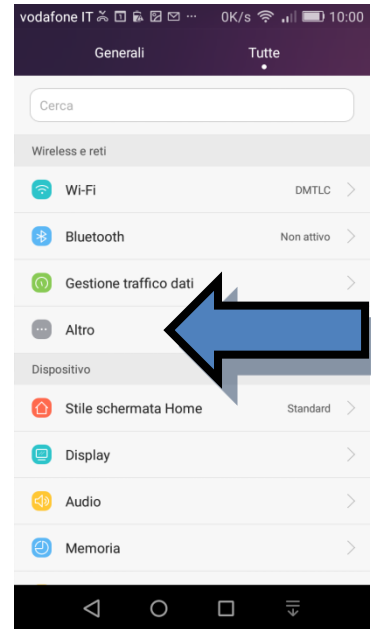 vodafone IT ··· 0K/s 10:00
Generali Tutte
Cerca
Wireless e reti
Wi-Fi DMTLC
Bluetooth Non attivo
Gestione traffico dati
Altro
Dispositivo
Stile schermata Home Standard
Display
Audio
Memoria